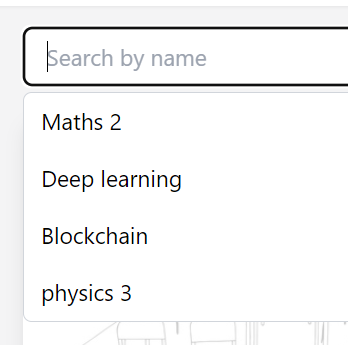 Search by name
Maths 2
Deep learning
Blockchain
physics 3